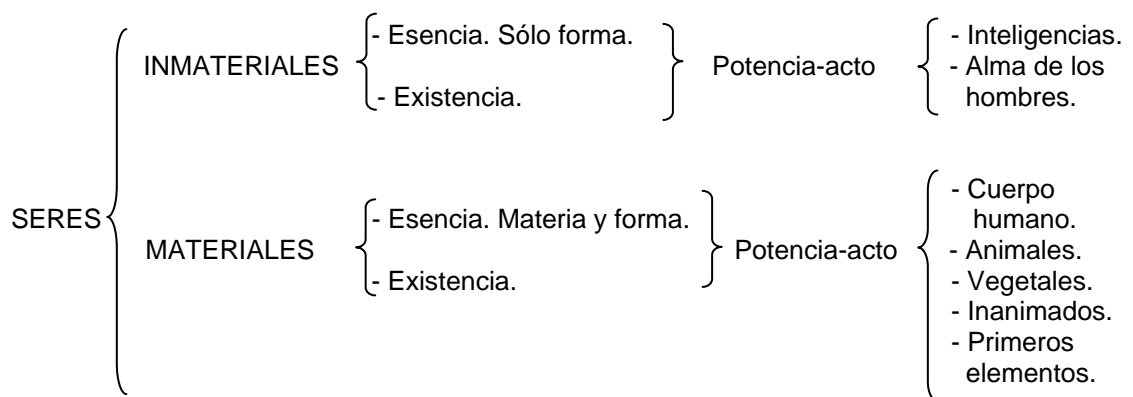 SERES
INMATERIALES
- Esencia. Sólo forma.
- Existencia.
Potencia-acto
- Inteligencias.
- Alma de los
hombres.
MATERIALES
- Esencia. Materia y forma.
- Existencia.
Potencia-acto
- Cuerpo
humano.
- Animales.
- Vegetales.
- Inanimados.
- Primeros
elementos.